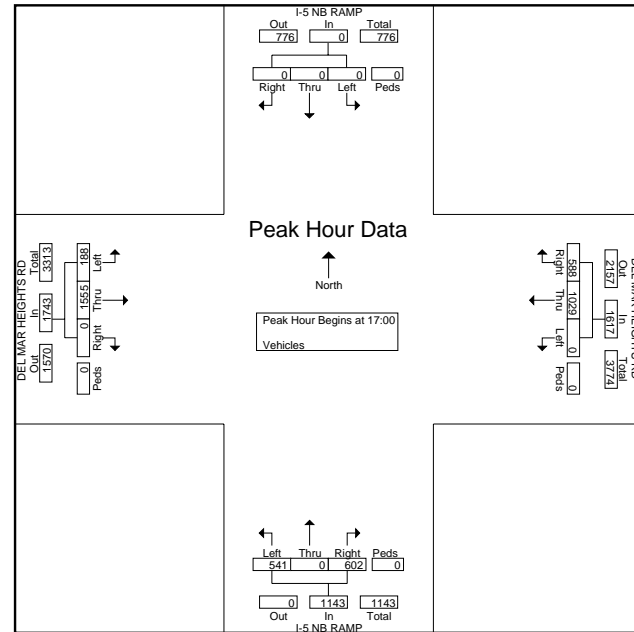 I-5 NB RAMP
Out In Total
776 0 776
0 0 0 0
Right Thru Left Peds
Peak Hour Data
North
Peak Hour Begins at 17:00
Vehicles
DEL MAR HEIGHTS RD
Out In Total
1570 1743 3313
Right Thru Left
0 1555 188
Peds
0
DEL MAR HEIGHTS RD
Out In Total
2157 1617 3774
Right Thru Left Peds
588 1029 0 0
Left Thru Right Peds
541 0 602 0
0 1143 1143
Out In Total
I-5 NB RAMP